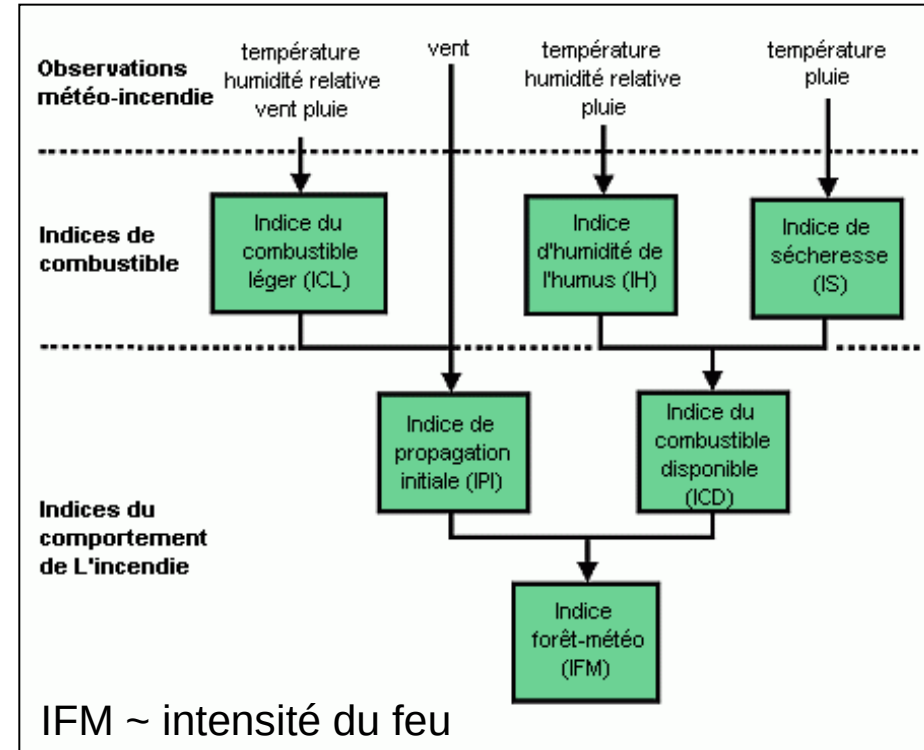 Observations
météo-incendie
température
humidité relative
vent pluie
vent
température
humidité relative
pluie
température
pluie
Indices de
combustible
Indice du
combustible
léger (ICL)
Indice
d'humidité de
l'humus (IH)
Indice de
sécheresse
(IS)
Indices du
comportement
de L'incendie
Indice de
propagation
initiale (IPI)
Indice du
combustible
disponible
(ICD)
Indice
forêt-météo
(IFM)
IFM ~ intensité du feu